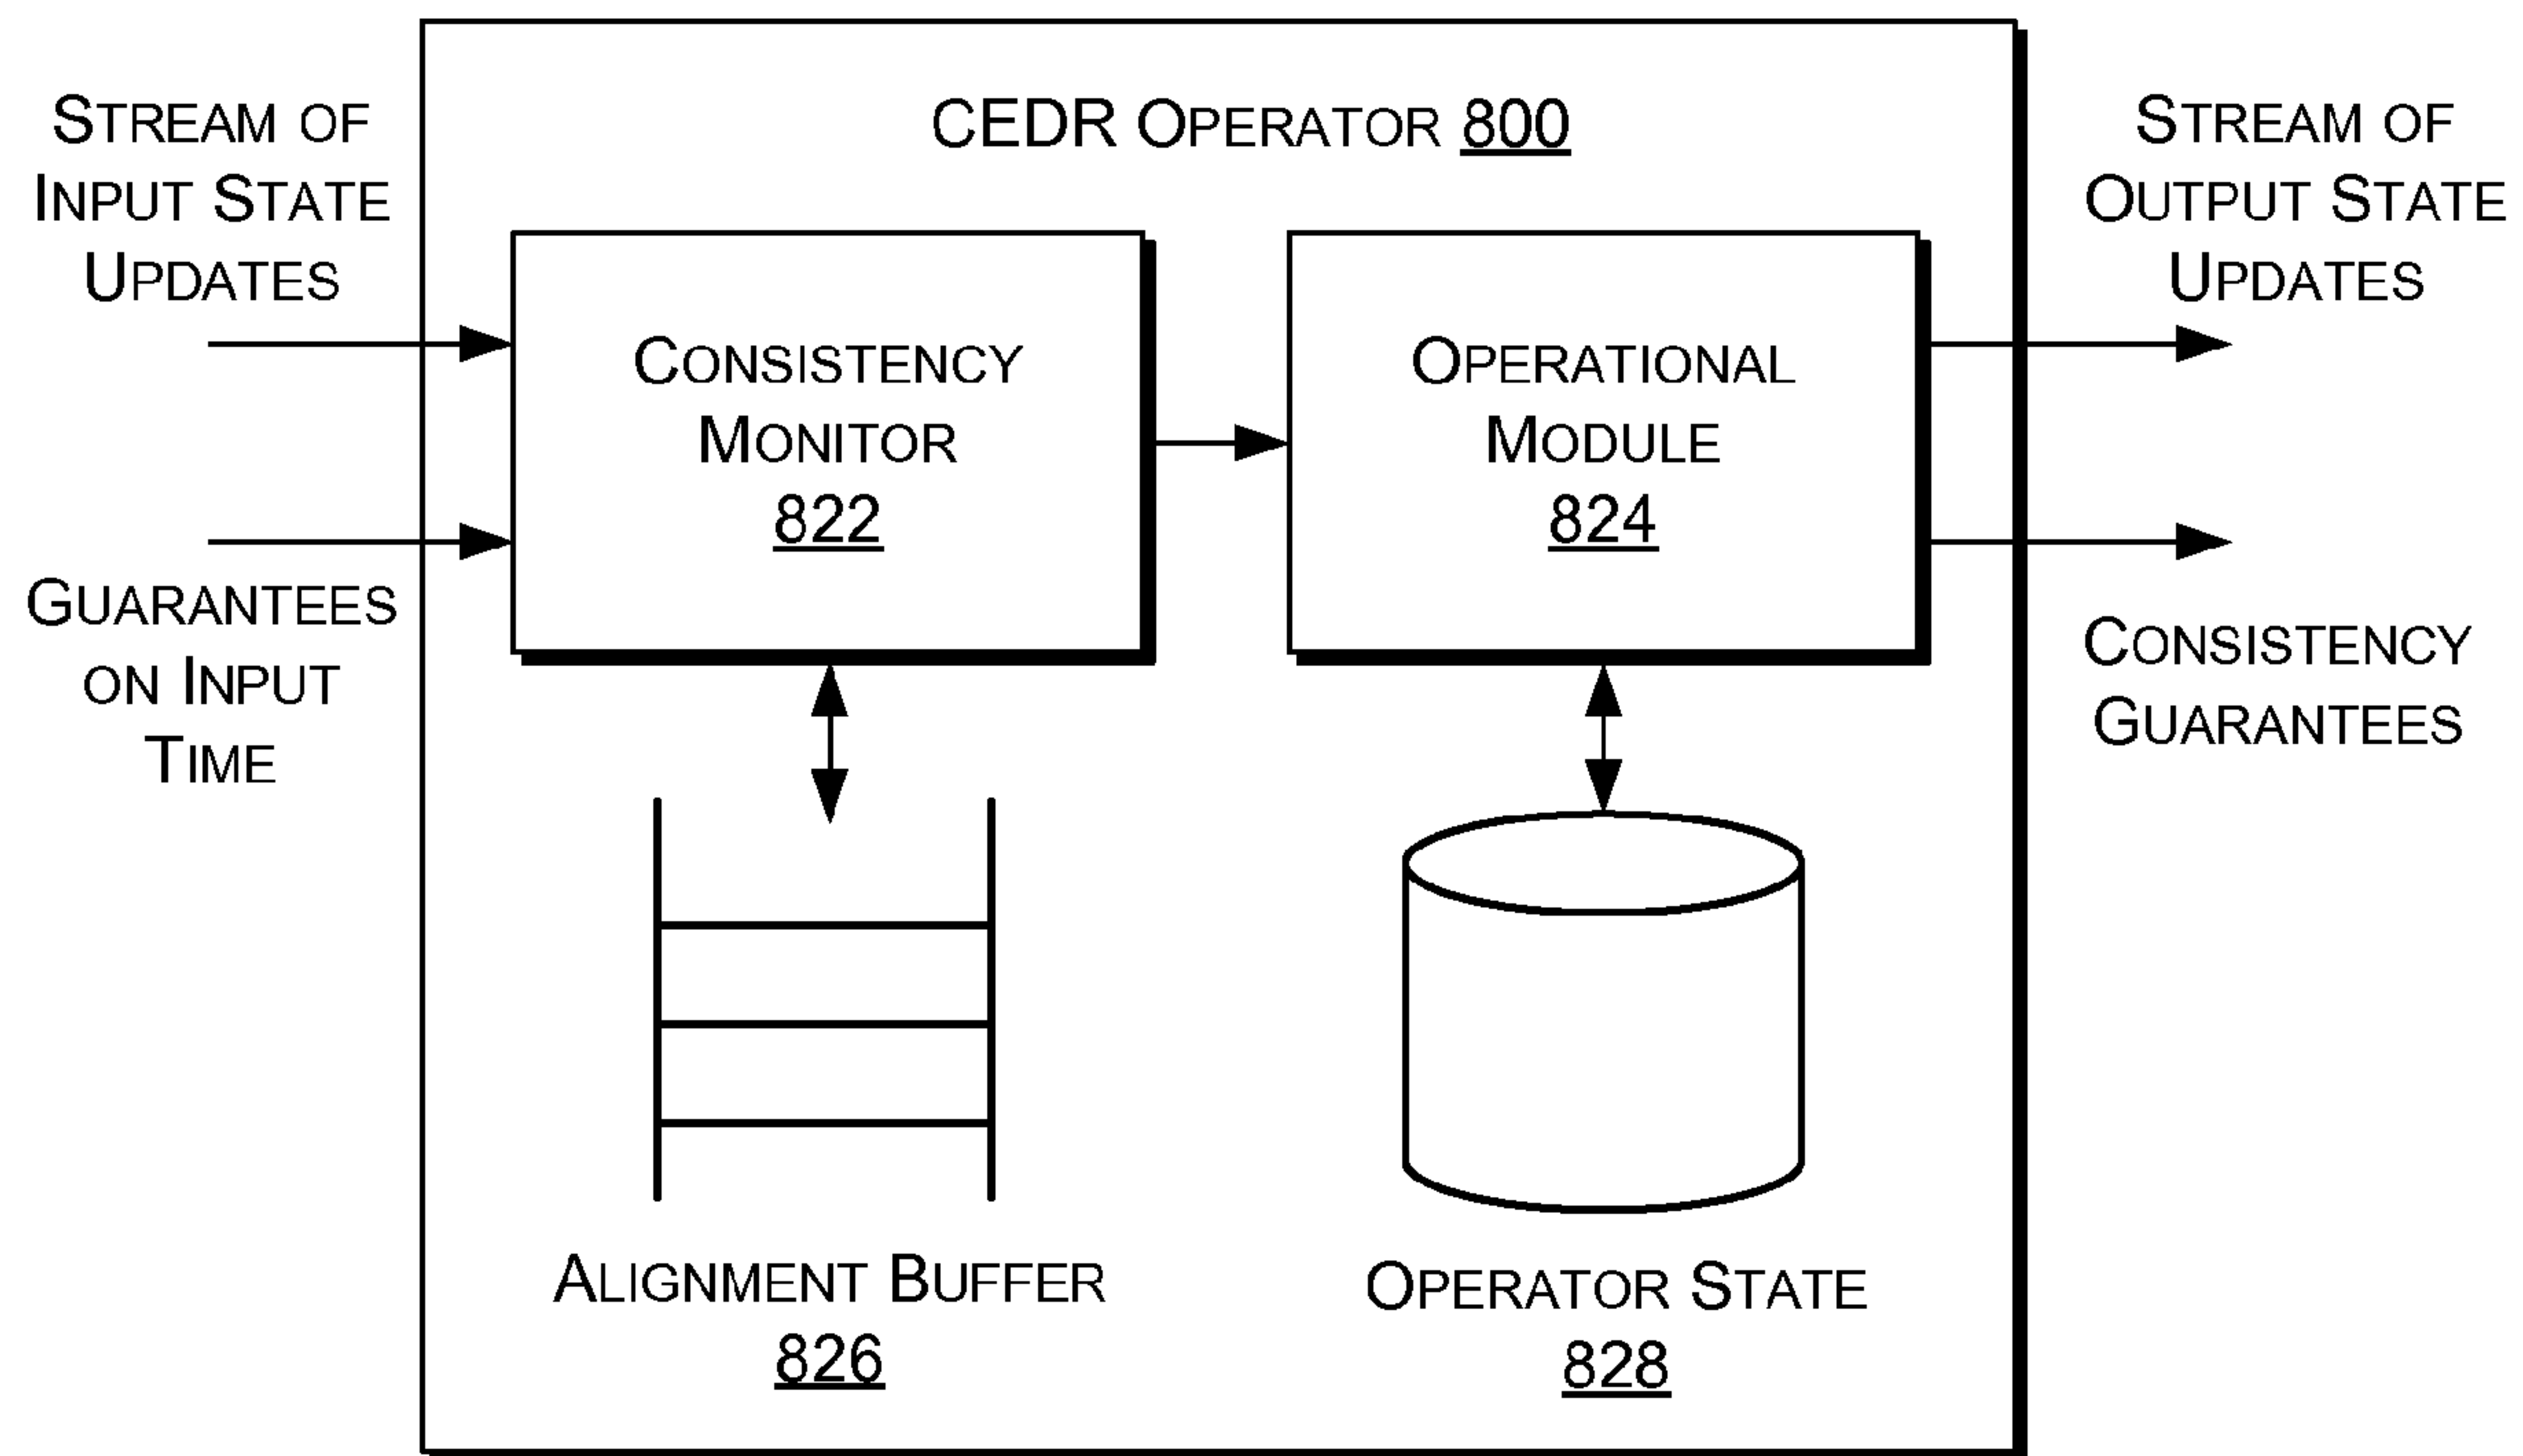 CEDR OPERATOR 800
STREAM OF
INPUT STATE
UPDATES
GUARANTEES
ON INPUT
TIME
CONSISTENCY
MONITOR
822
OPERATIONAL
MODULE
824
STREAM OF
OUTPUT STATE
UPDATES
CONSISTENCY
GUARANTEES
ALIGNMENT BUFFER
826
OPERATOR STATE
828